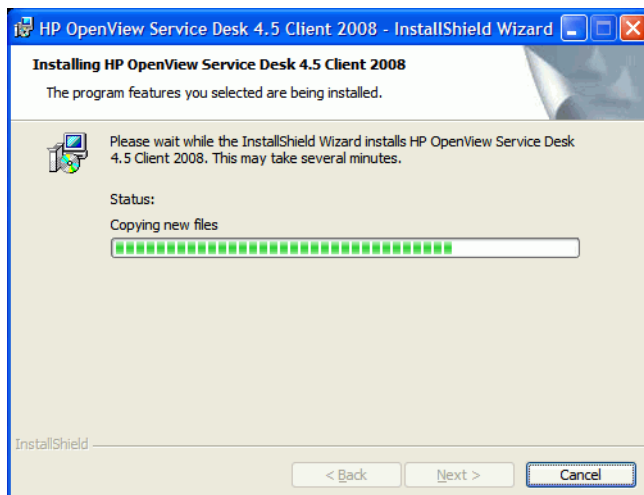 HP OpenView Service Desk 4.5 Client 2008 - InstallShield Wizard
Installing HP OpenView Service Desk 4.5 Client 2008
The program features you selected are being installed.
Please wait while the InstallShield Wizard installs HP OpenView Service Desk
4.5 Client 2008. This may take several minutes.
Status:
Copying new files
InstallShield
< Back Next > Cancel